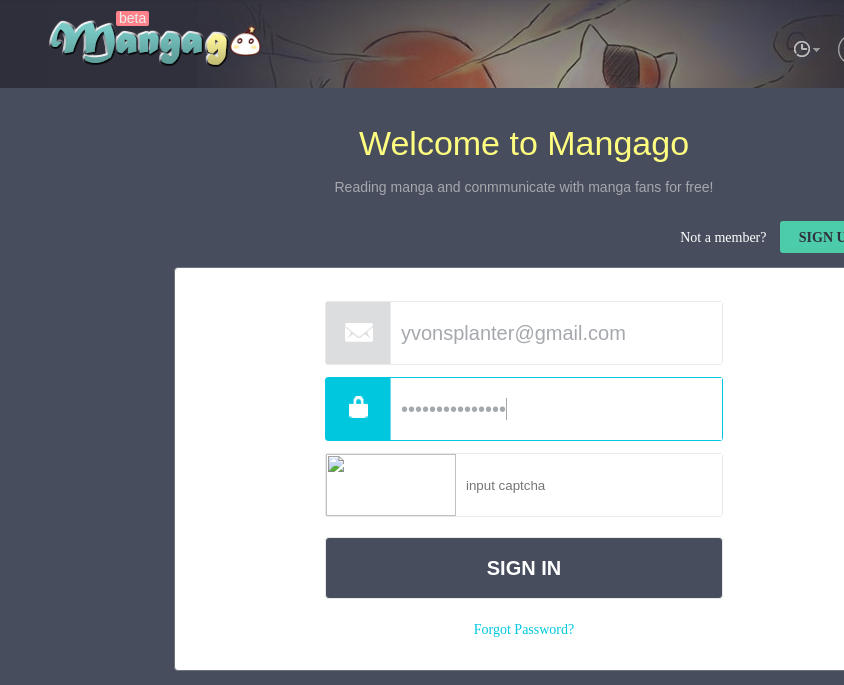 beta
Mangago
Welcome to Mangago
Reading manga and conmmunicate with manga fans for free!
Not a member? SIGN U
yvonsplanter@gmail.com
•••••••••••••••
input captcha
SIGN IN
Forgot Password?